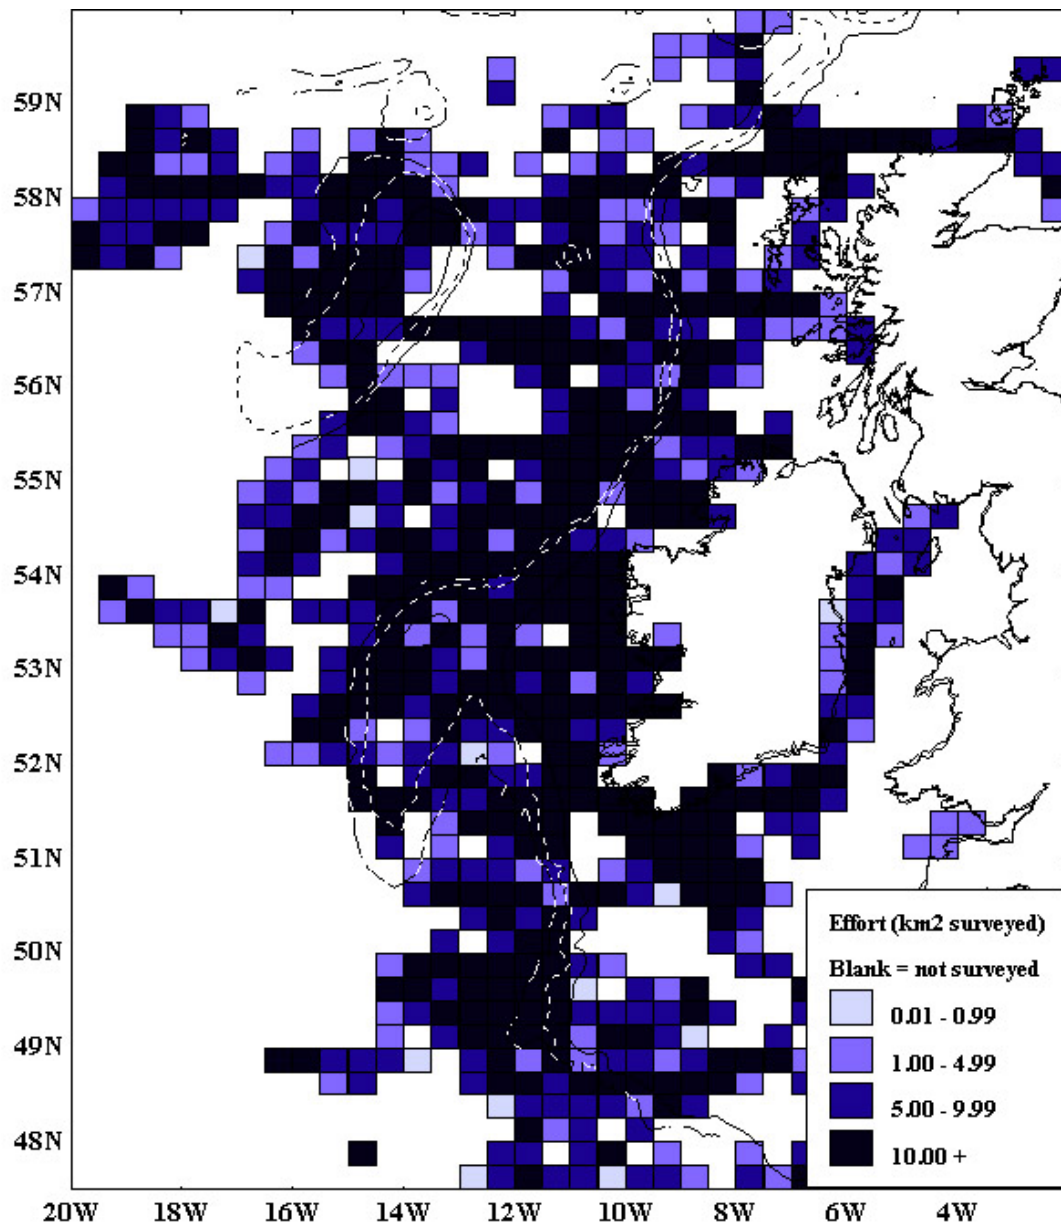 59N
58N
57N
56N
55N
54N
53N
52N
51N
50N
49N
48N
Effort (km2 surveyed)
Blank = not surveyed
0.01 - 0.99
1.00 - 4.99
5.00 - 9.99
10.00 +
20W 18W 16W 14W 12W 10W 8W 6W 4W